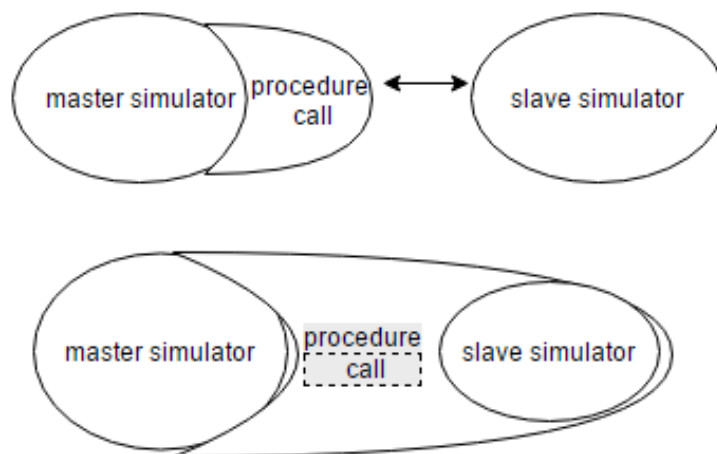 master simulator
procedure
call
slave simulator
master simulator
procedure
call
slave simulator